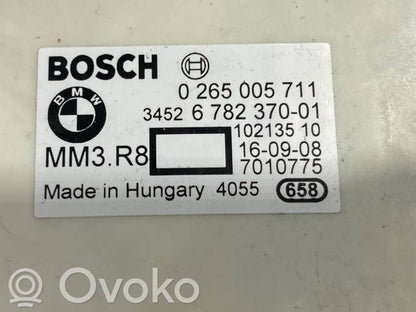 BOSCH 0 265 005 711
BMW 3452 6 782 370-01
102135 10
MM3.R8 16-09-08
7010775
Made in Hungary 4055 658
Ovoko